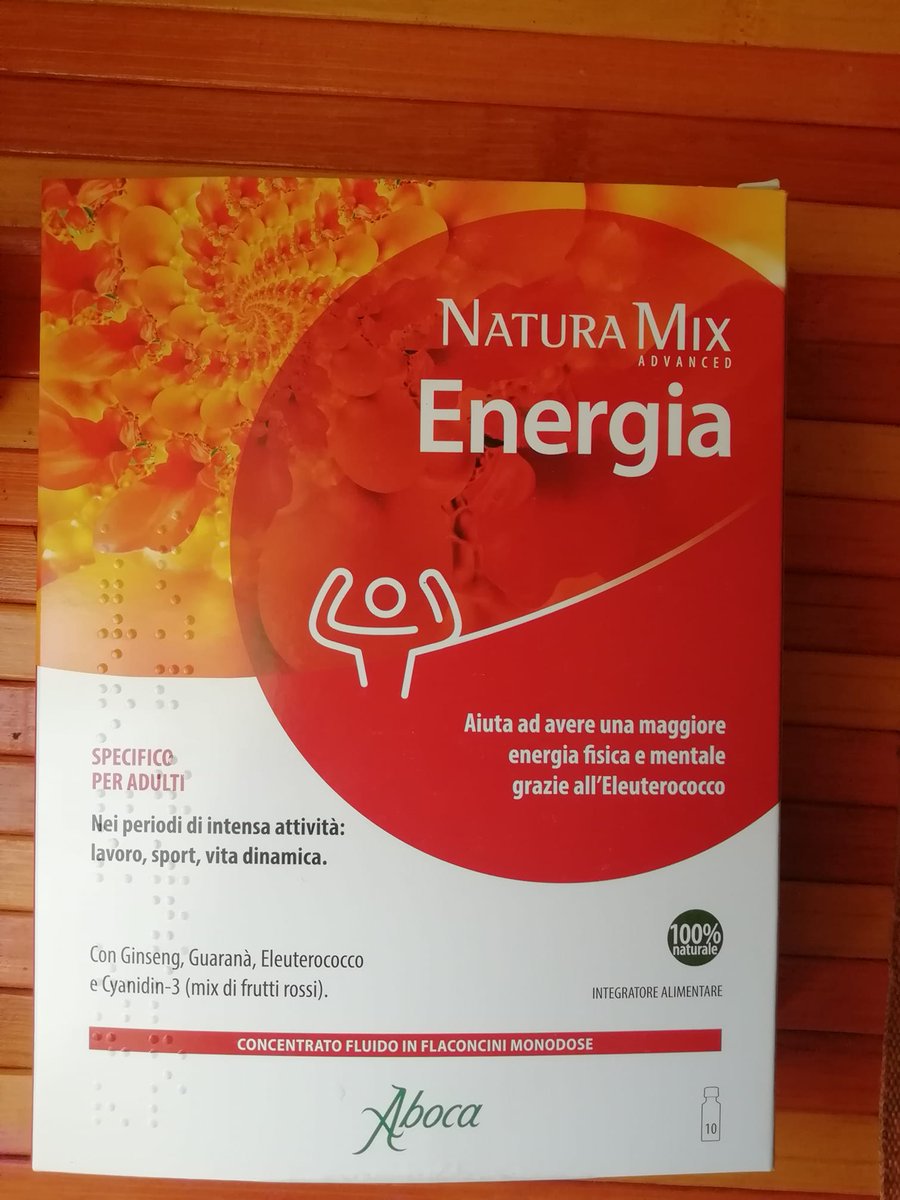 NATURA MIX
ADVANCED
Energia
Aiuta ad avere una maggiore
energia fisica e mentale
grazie all'Eleuterococco
SPECIFICO
PER ADULTI
Nei periodi di intensa attività:
lavoro, sport, vita dinamica.
Con Ginseng, Guaranà, Eleuterococco
e Cyanidin-3 (mix di frutti rossi).
100%
naturale
INTEGRATORE ALIMENTARE
CONCENTRATO FLUIDO IN FLACONCINI MONODOSE
Aboca
10